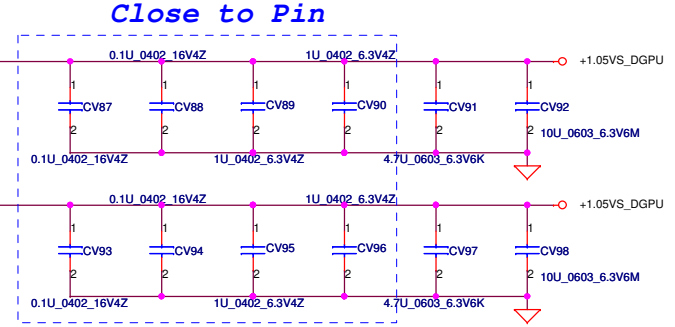 Close to Pin
0.1U_0402_16V4Z 1U_0402_6.3V4Z
+1.05VS_DGPU
1 1 1 1 1 1
CV87 CV88 CV89 CV90 CV91 CV92
2 2 2 2 2 2
10U_0603_6.3V6M
0.1U_0402_16V4Z 1U_0402_6.3V4Z 4.7U_0603_6.3V6K
0.1U_0402_16V4Z 1U_0402_6.3V4Z
+1.05VS_DGPU
1 1 1 1 1 1
CV93 CV94 CV95 CV96 CV97 CV98
2 2 2 2 2 2
10U_0603_6.3V6M
0.1U_0402_16V4Z 1U_0402_6.3V4Z 4.7U_0603_6.3V6K